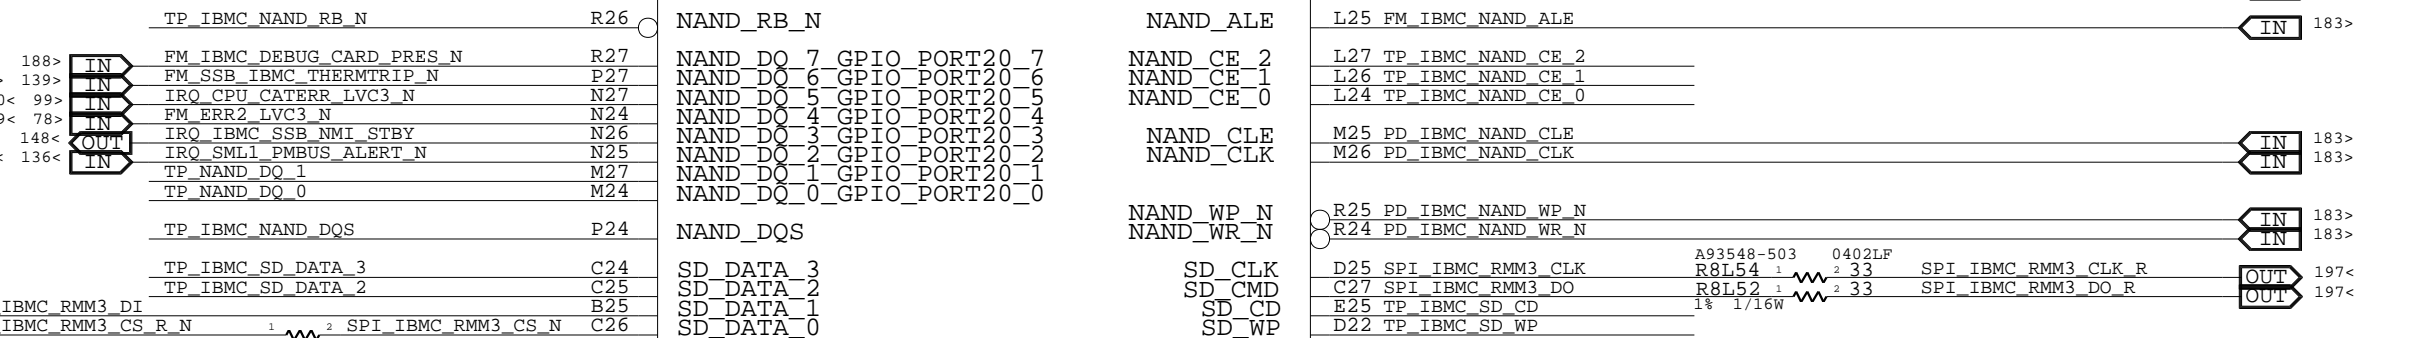 TP_IBMC_NAND_RB_N R26 NAND_RB_N NAND_ALE L25 FM_IBMC_NAND_ALE IN 183>
188> IN FM_IBMC_DEBUG_CARD_PRES_N R27 NAND_DQ_7_GPIO_PORT20_7 NAND_CE_2 L27 TP_IBMC_NAND_CE_2
> 139> IN FM_SSB_IBMC_THERMTRIP_N P27 NAND_DQ_6_GPIO_PORT20_6 NAND_CE_1 L26 TP_IBMC_NAND_CE_1
0< 99> IN IRQ_CPU_CATERR_LVC3_N N27 NAND_DQ_5_GPIO_PORT20_5 NAND_CE_0 L24 TP_IBMC_NAND_CE_0
9< 78> IN FM_ERR2_LVC3_N N24 NAND_DQ_4_GPIO_PORT20_4
148< OUT IRQ_IBMC_SSB_NMI_STBY N26 NAND_DQ_3_GPIO_PORT20_3 NAND_CLE M25 PD_IBMC_NAND_CLE IN 183>
< 136< IN IRQ_SML1_PMBUS_ALERT_N N25 NAND_DQ_2_GPIO_PORT20_2 NAND_CLK M26 PD_IBMC_NAND_CLK IN 183>
TP_NAND_DQ_1 M27 NAND_DQ_1_GPIO_PORT20_1
TP_NAND_DQ_0 M24 NAND_DQ_0_GPIO_PORT20_0
NAND_WP_N R25 PD_IBMC_NAND_WP_N IN 183>
TP_IBMC_NAND_DQS P24 NAND_DQS NAND_WR_N R24 PD_IBMC_NAND_WR_N IN 183>
A93548-503 0402LF
TP_IBMC_SD_DATA_3 C24 SD_DATA_3 SD_CLK D25 SPI_IBMC_RMM3_CLK R8L54 1 2 33 SPI_IBMC_RMM3_CLK_R OUT 197<
TP_IBMC_SD_DATA_2 C25 SD_DATA_2 SD_CMD C27 SPI_IBMC_RMM3_DO R8L52 1 2 33 SPI_IBMC_RMM3_DO_R OUT 197<
IBMC_RMM3_DI B25 SD_DATA_1 SD_CD E25 TP_IBMC_SD_CD 1% 1/16W
IBMC_RMM3_CS_R_N 1 2 SPI_IBMC_RMM3_CS_N C26 SD_DATA_0 SD_WP D22 TP_IBMC_SD_WP